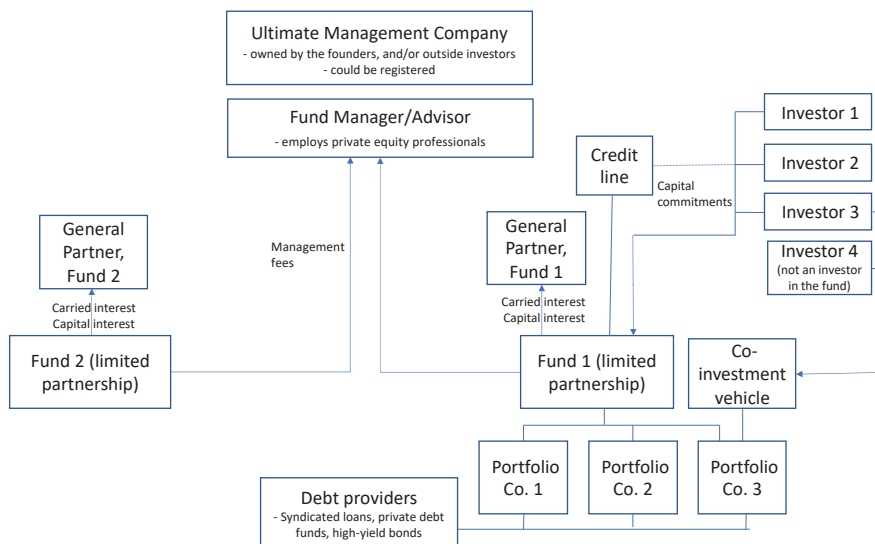 Ultimate Management Company
- owned by the founders, and/or outside investors
- could be registered
Fund Manager/Advisor
- employs private equity professionals
Credit
line
Capital
commitments
Investor 1
Investor 2
Investor 3
Investor 4
(not an investor
in the fund)
General
Partner,
Fund 2
Management
fees
General
Partner,
Fund 1
Carried interest
Capital interest
Carried interest
Capital interest
Fund 2 (limited
partnership)
Fund 1 (limited
partnership)
Co-
investment
vehicle
Portfolio
Co. 1
Portfolio
Co. 2
Portfolio
Co. 3
Debt providers
- Syndicated loans, private debt
funds, high-yield bonds